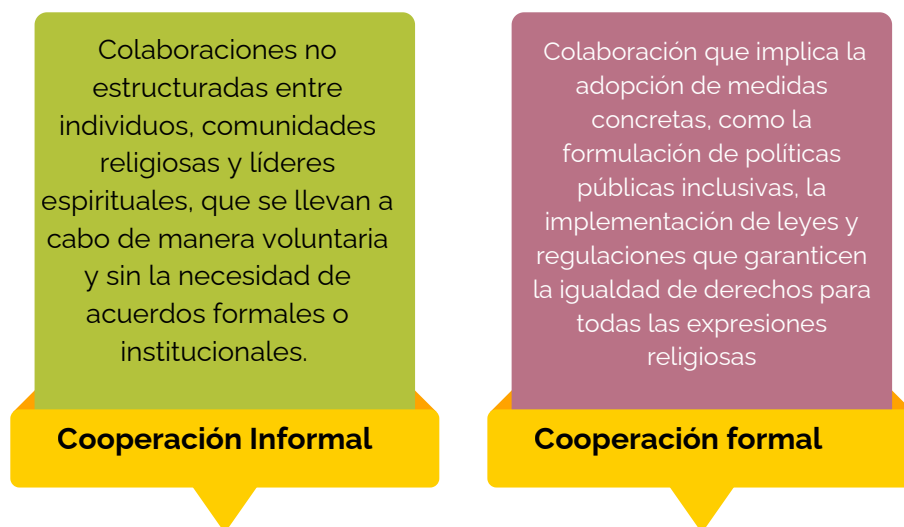 Colaboraciones no
estructuradas entre
individuos, comunidades
religiosas y líderes
espirituales, que se llevan a
cabo de manera voluntaria
y sin la necesidad de
acuerdos formales o
institucionales.
Cooperación Informal
Colaboración que implica la
adopción de medidas
concretas, como la
formulación de políticas
públicas inclusivas, la
implementación de leyes y
regulaciones que garanticen
la igualdad de derechos para
todas las expresiones
religiosas
Cooperación formal